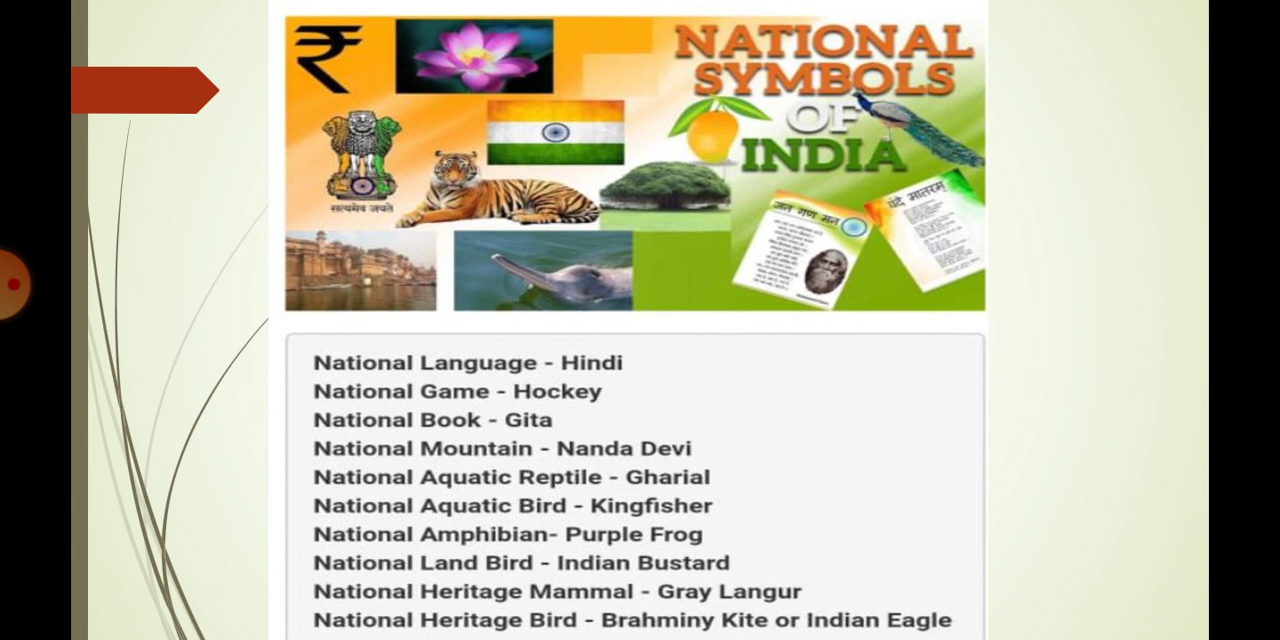 ₹
NATIONAL
SYMBOLS
OF
INDIA
सत्यमेव जयते
जन गण मन
वंदे मातरम्
National Language - Hindi
National Game - Hockey
National Book - Gita
National Mountain - Nanda Devi
National Aquatic Reptile - Gharial
National Aquatic Bird - Kingfisher
National Amphibian- Purple Frog
National Land Bird - Indian Bustard
National Heritage Mammal - Gray Langur
National Heritage Bird - Brahminy Kite or Indian Eagle